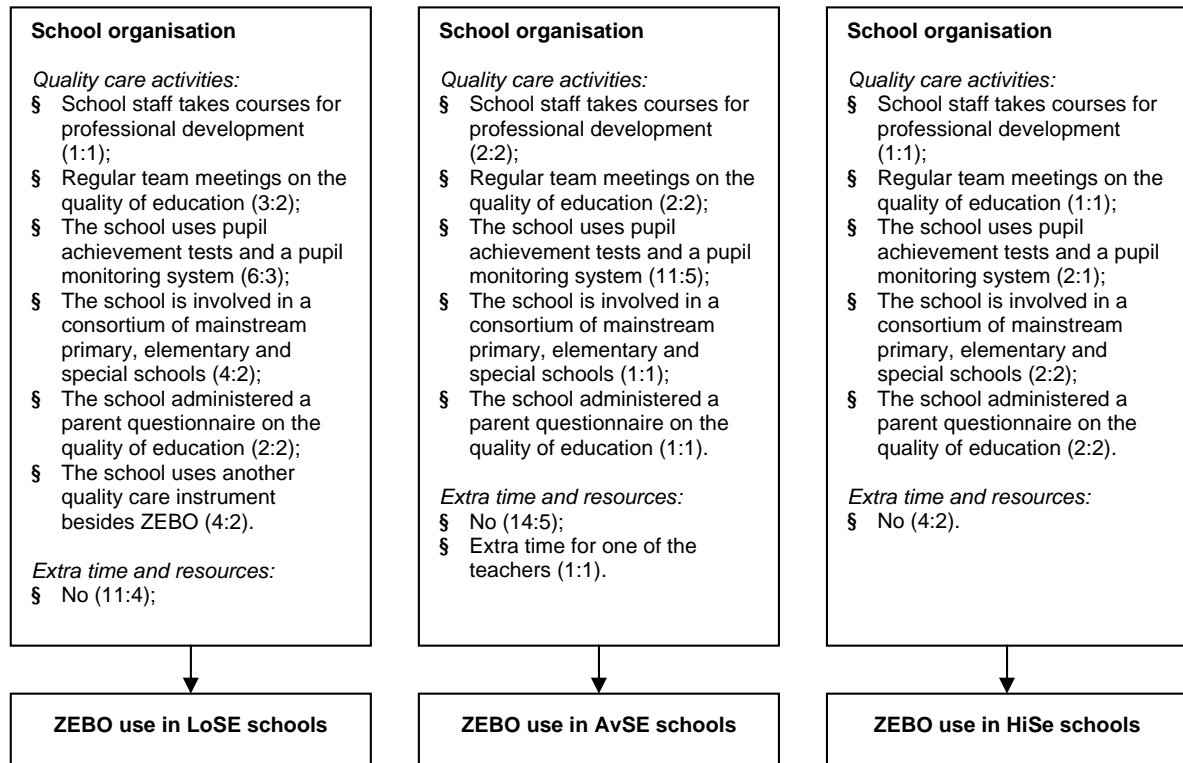 School organisation
Quality care activities:
§ School staff takes courses for
professional development
(1:1);
§ Regular team meetings on the
quality of education (3:2);
§ The school uses pupil
achievement tests and a pupil
monitoring system (6:3);
§ The school is involved in a
consortium of mainstream
primary, elementary and
special schools (4:2);
§ The school administered a
parent questionnaire on the
quality of education (2:2);
§ The school uses another
quality care instrument
besides ZEBO (4:2).
Extra time and resources:
§ No (11:4);
ZEBO use in LoSE schools
School organisation
Quality care activities:
§ School staff takes courses for
professional development
(2:2);
§ Regular team meetings on the
quality of education (2:2);
§ The school uses pupil
achievement tests and a pupil
monitoring system (11:5);
§ The school is involved in a
consortium of mainstream
primary, elementary and
special schools (1:1);
§ The school administered a
parent questionnaire on the
quality of education (1:1).
Extra time and resources:
§ No (14:5);
§ Extra time for one of the
teachers (1:1).
ZEBO use in AvSE schools
School organisation
Quality care activities:
§ School staff takes courses for
professional development
(1:1);
§ Regular team meetings on the
quality of education (1:1);
§ The school uses pupil
achievement tests and a pupil
monitoring system (2:1);
§ The school is involved in a
consortium of mainstream
primary, elementary and
special schools (2:2);
§ The school administered a
parent questionnaire on the
quality of education (2:2).
Extra time and resources:
§ No (4:2).
ZEBO use in HiSe schools